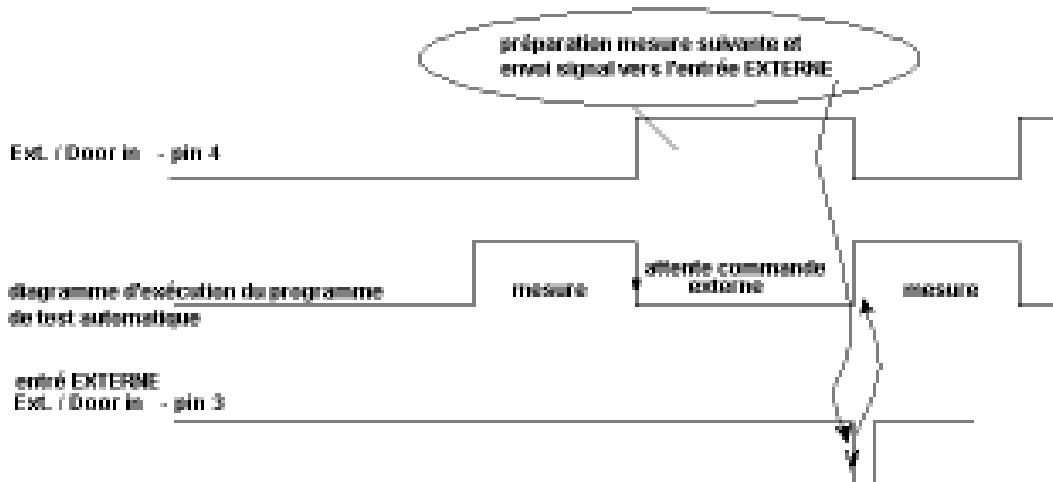 préparation mesure suivante et
envoi signal vers l'entrée EXTERNE
Ext. / Door in - pin 4
attente commande
externe
mesure
mesure
diagramme d'exécution du programme
de test automatique
entré EXTERNE
Ext. / Door in - pin 3